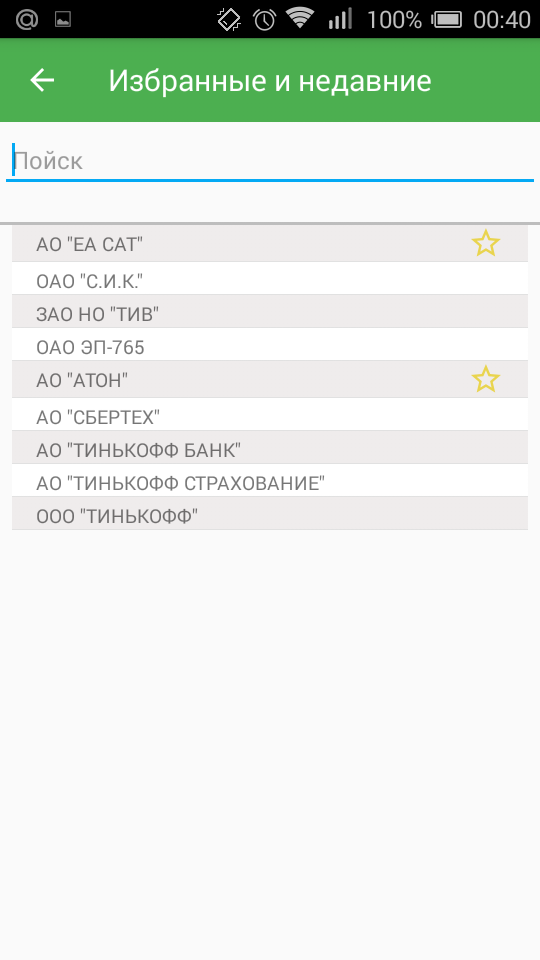 @ 100% 00:40
Избранные и недавние
Пойск
АО "ЕА САТ"
ОАО "С.И.К."
ЗАО НО "ТИВ"
ОАО ЭП-765
АО "АТОН"
АО "СБЕРТЕХ"
АО "ТИНЬКОФФ БАНК"
АО "ТИНЬКОФФ СТРАХОВАНИЕ"
ООО "ТИНЬКОФФ"